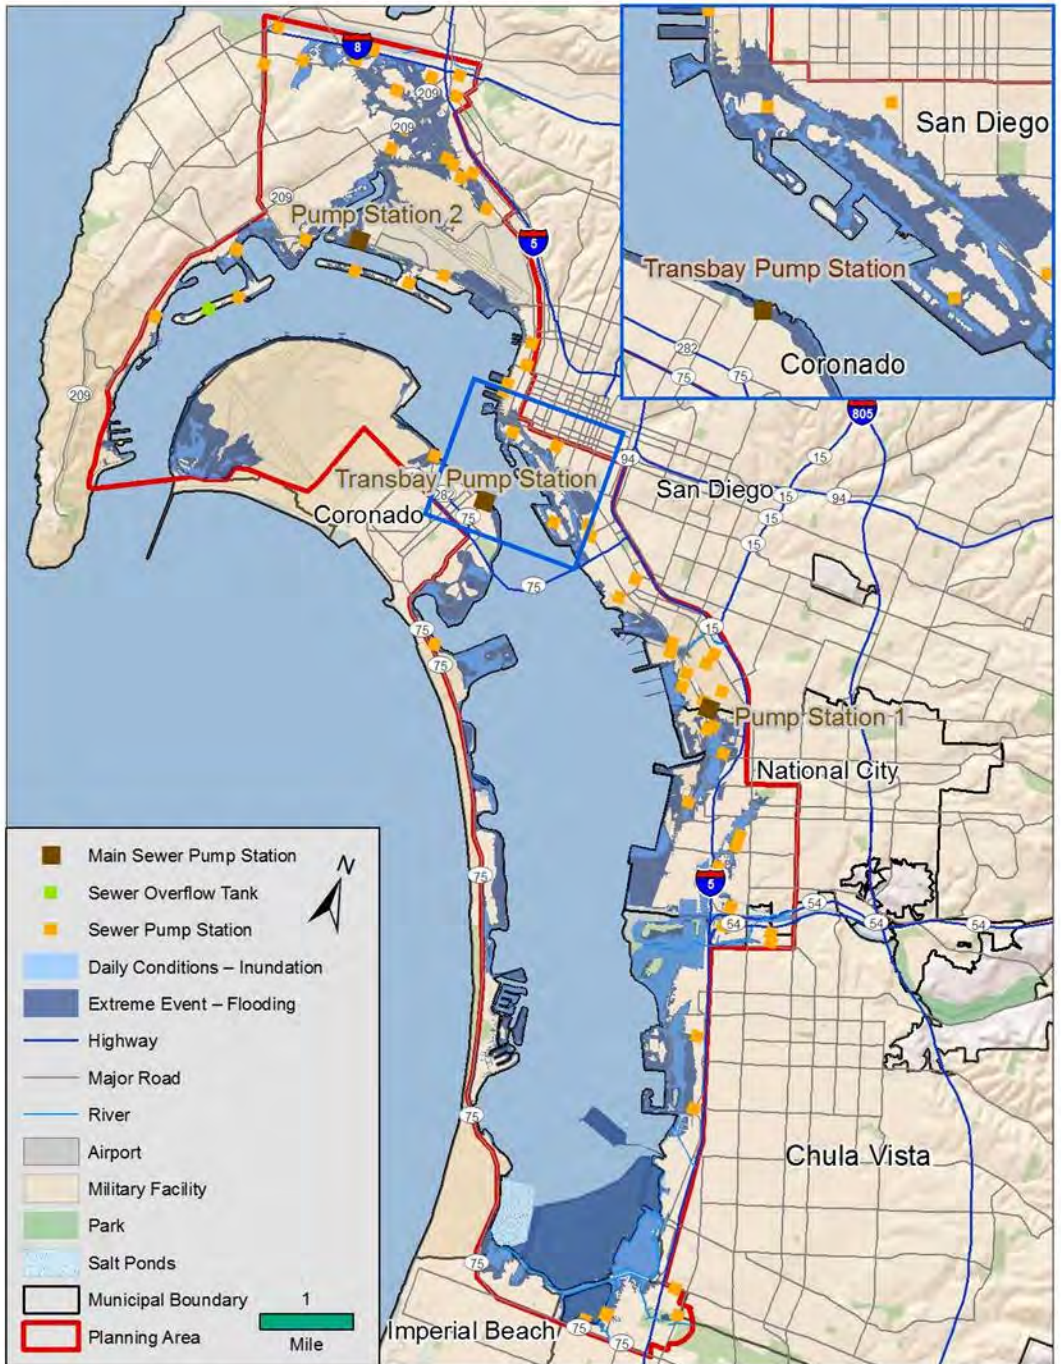 8
209
209
San Diego
209
Pump Station 2
5
Transbay Pump Station
282
75
75
Coronado
209
805
94
15
Transbay Pump Station
San Diego
15
94
282
75
Coronado
15
15
75
75
15
75
Pump Station 1
National City
5
75
54
54
54
54
75
Chula Vista
75
Imperial Beach
75
75
N
Main Sewer Pump Station
Sewer Overflow Tank
Sewer Pump Station
Daily Conditions – Inundation
Extreme Event – Flooding
Highway
Major Road
River
Airport
Military Facility
Park
Salt Ponds
Municipal Boundary
Planning Area
1
Mile